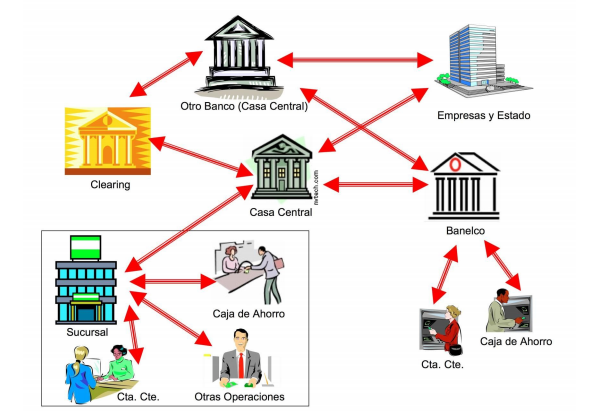 Otro Banco (Casa Central)
Empresas y Estado
Clearing
Casa Central
Banelco
Caja de Ahorro
Sucursal
Cta. Cte.
Caja de Ahorro
Cta. Cte.
Otras Operaciones